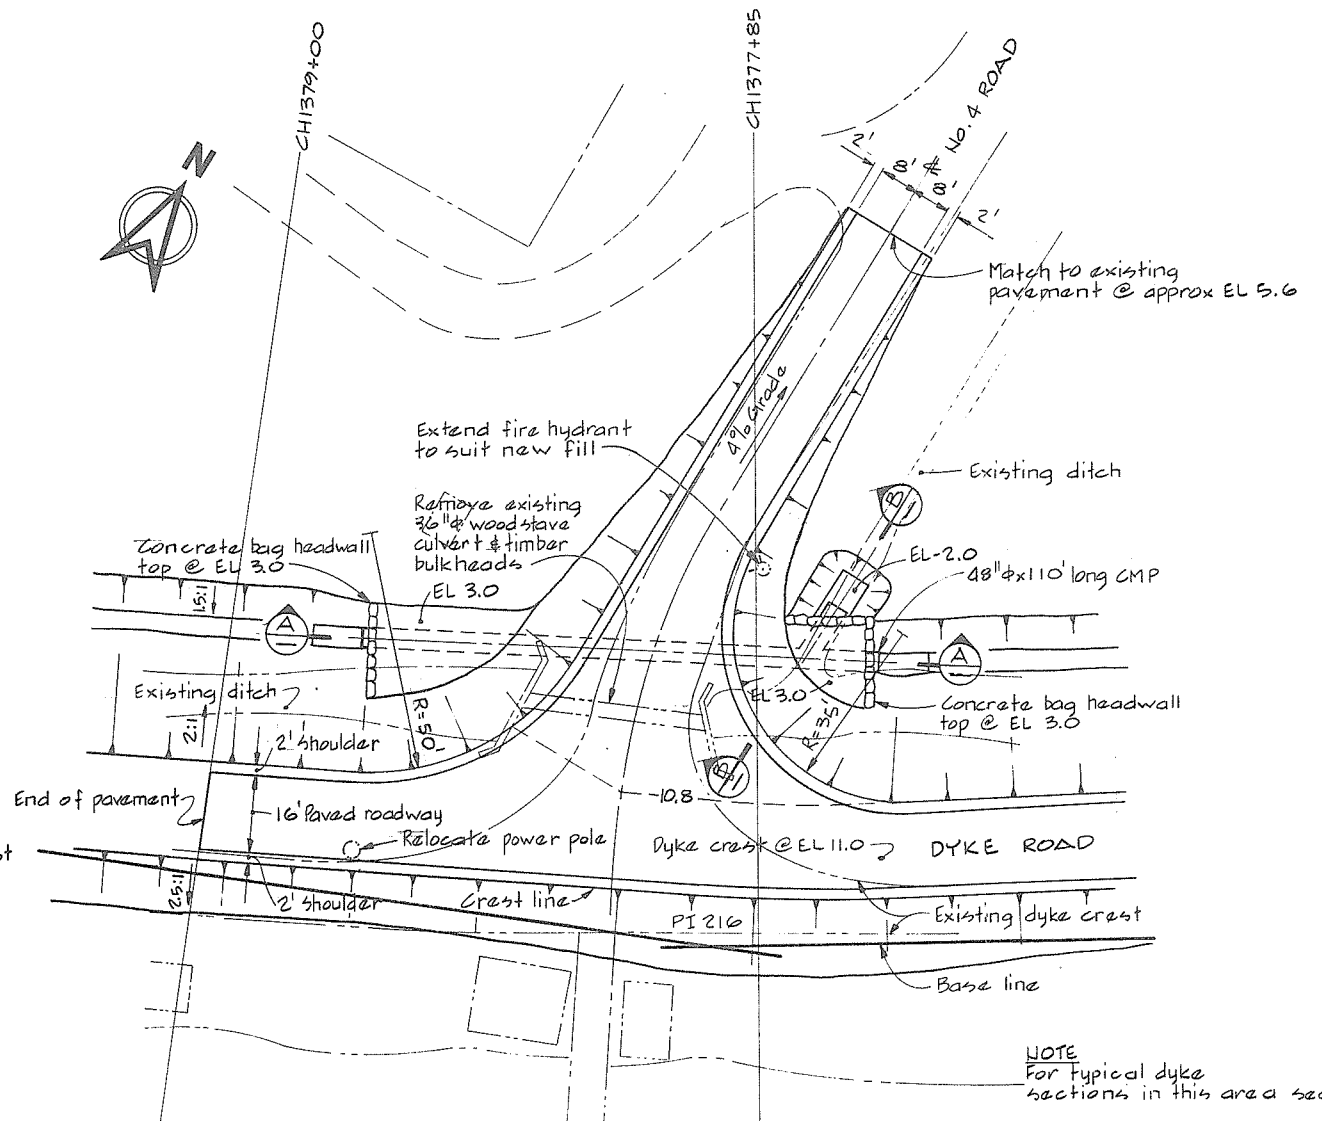 CH1379+00
CH1377+85
N
2'
8'
8'
2'
No. 4 ROAD
Match to existing
pavement @ approx EL 5.6
4% Grade
Extend fire hydrant
to suit new fill
Existing ditch
B
Remove existing
36"ϕ wood stave
culvert & timber
bulkheads
Concrete bag headwall
top @ EL 3.0
EL 3.0
EL-2.0
48"ϕx110' long CMP
1.5:1
A
A
Existing ditch
EL 3.0
Concrete bag headwall
top @ EL 3.0
R=50'
R=35'
2:1
2' shoulder
B
End of pavement
16' Paved roadway
10.8
Relocate power pole
Dyke crest @ EL 11.0
DYKE ROAD
st
2.5:1
2' shoulder
Crest line
PI 216
Existing dyke crest
Base line
NOTE
For typical dyke
sections in this area see